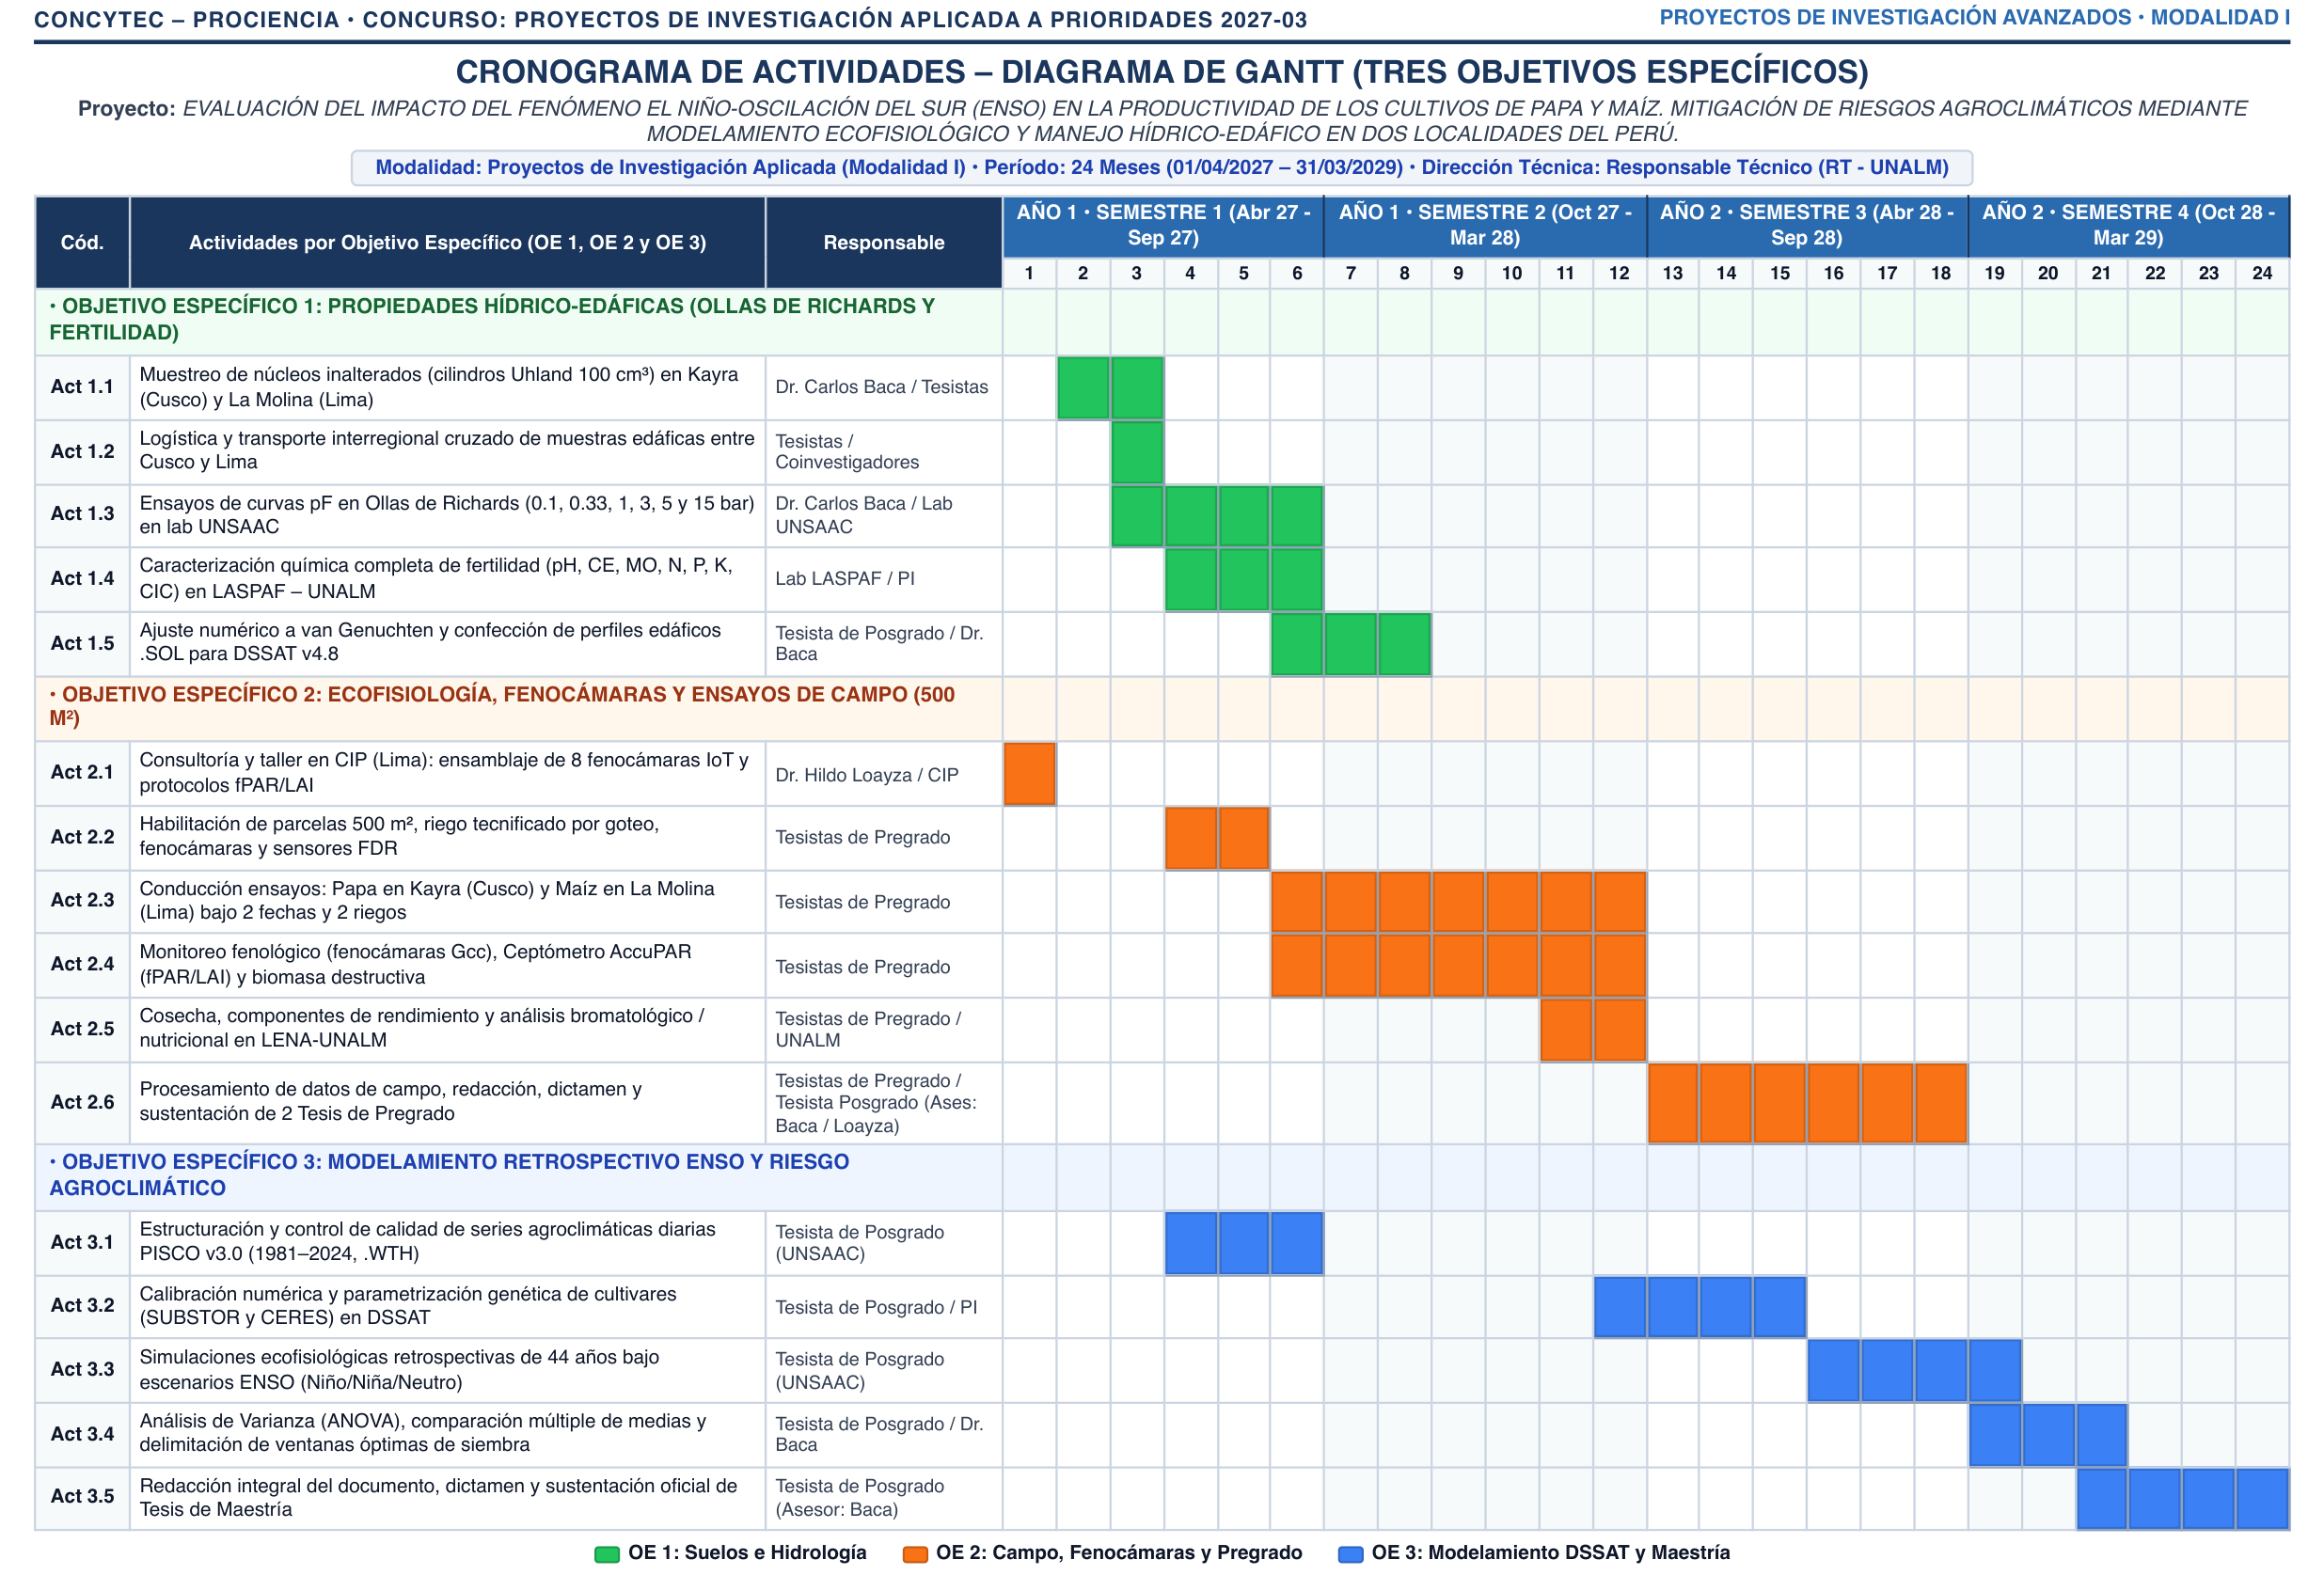 CONCYTEC – PROCIENCIA • CONCURSO: PROYECTOS DE INVESTIGACIÓN APLICADA A PRIORIDADES 2027-03
PROYECTOS DE INVESTIGACIÓN AVANZADOS • MODALIDAD I
CRONOGRAMA DE ACTIVIDADES – DIAGRAMA DE GANTT (TRES OBJETIVOS ESPECÍFICOS)
Proyecto: EVALUACIÓN DEL IMPACTO DEL FENÓMENO EL NIÑO-OSCILACIÓN DEL SUR (ENSO) EN LA PRODUCTIVIDAD DE LOS CULTIVOS DE PAPA Y MAÍZ. MITIGACIÓN DE RIESGOS AGROCLIMÁTICOS MEDIANTE
MODELAMIENTO ECOFISIOLÓGICO Y MANEJO HÍDRICO-EDÁFICO EN DOS LOCALIDADES DEL PERÚ.
Modalidad: Proyectos de Investigación Aplicada (Modalidad I) • Período: 24 Meses (01/04/2027 – 31/03/2029) • Dirección Técnica: Responsable Técnico (RT - UNALM)
Cód.
Actividades por Objetivo Específico (OE 1, OE 2 y OE 3)
Responsable
AÑO 1 • SEMESTRE 1 (Abr 27 -
Sep 27)
AÑO 1 • SEMESTRE 2 (Oct 27 -
Mar 28)
AÑO 2 • SEMESTRE 3 (Abr 28 -
Sep 28)
AÑO 2 • SEMESTRE 4 (Oct 28 -
Mar 29)
1 2 3 4 5 6 7 8 9 10 11 12 13 14 15 16 17 18 19 20 21 22 23 24
• OBJETIVO ESPECÍFICO 1: PROPIEDADES HÍDRICO-EDÁFICAS (OLLAS DE RICHARDS Y
FERTILIDAD)
Act 1.1
Muestreo de núcleos inalterados (cilindros Uhland 100 cm³) en Kayra
(Cusco) y La Molina (Lima)
Dr. Carlos Baca / Tesistas
Act 1.2
Logística y transporte interregional cruzado de muestras edáficas entre
Cusco y Lima
Tesistas /
Coinvestigadores
Act 1.3
Ensayos de curvas pF en Ollas de Richards (0.1, 0.33, 1, 3, 5 y 15 bar)
en lab UNSAAC
Dr. Carlos Baca / Lab
UNSAAC
Act 1.4
Caracterización química completa de fertilidad (pH, CE, MO, N, P, K,
CIC) en LASPAF – UNALM
Lab LASPAF / PI
Act 1.5
Ajuste numérico a van Genuchten y confección de perfiles edáficos
.SOL para DSSAT v4.8
Tesista de Posgrado / Dr.
Baca
• OBJETIVO ESPECÍFICO 2: ECOFISIOLOGÍA, FENOCÁMARAS Y ENSAYOS DE CAMPO (500
M²)
Act 2.1
Consultoría y taller en CIP (Lima): ensamblaje de 8 fenocámaras IoT y
protocolos fPAR/LAI
Dr. Hildo Loayza / CIP
Act 2.2
Habilitación de parcelas 500 m², riego tecnificado por goteo,
fenocámaras y sensores FDR
Tesistas de Pregrado
Act 2.3
Conducción ensayos: Papa en Kayra (Cusco) y Maíz en La Molina
(Lima) bajo 2 fechas y 2 riegos
Tesistas de Pregrado
Act 2.4
Monitoreo fenológico (fenocámaras Gcc), Ceptómetro AccuPAR
(fPAR/LAI) y biomasa destructiva
Tesistas de Pregrado
Act 2.5
Cosecha, componentes de rendimiento y análisis bromatológico /
nutricional en LENA-UNALM
Tesistas de Pregrado /
UNALM
Act 2.6
Procesamiento de datos de campo, redacción, dictamen y
sustentación de 2 Tesis de Pregrado
Tesistas de Pregrado /
Tesista Posgrado (Ases:
Baca / Loayza)
• OBJETIVO ESPECÍFICO 3: MODELAMIENTO RETROSPECTIVO ENSO Y RIESGO
AGROCLIMÁTICO
Act 3.1
Estructuración y control de calidad de series agroclimáticas diarias
PISCO v3.0 (1981–2024, .WTH)
Tesista de Posgrado
(UNSAAC)
Act 3.2
Calibración numérica y parametrización genética de cultivares
(SUBSTOR y CERES) en DSSAT
Tesista de Posgrado / PI
Act 3.3
Simulaciones ecofisiológicas retrospectivas de 44 años bajo
escenarios ENSO (Niño/Niña/Neutro)
Tesista de Posgrado
(UNSAAC)
Act 3.4
Análisis de Varianza (ANOVA), comparación múltiple de medias y
delimitación de ventanas óptimas de siembra
Tesista de Posgrado / Dr.
Baca
Act 3.5
Redacción integral del documento, dictamen y sustentación oficial de
Tesis de Maestría
Tesista de Posgrado
(Asesor: Baca)
OE 1: Suelos e Hidrología
OE 2: Campo, Fenocámaras y Pregrado
OE 3: Modelamiento DSSAT y Maestría